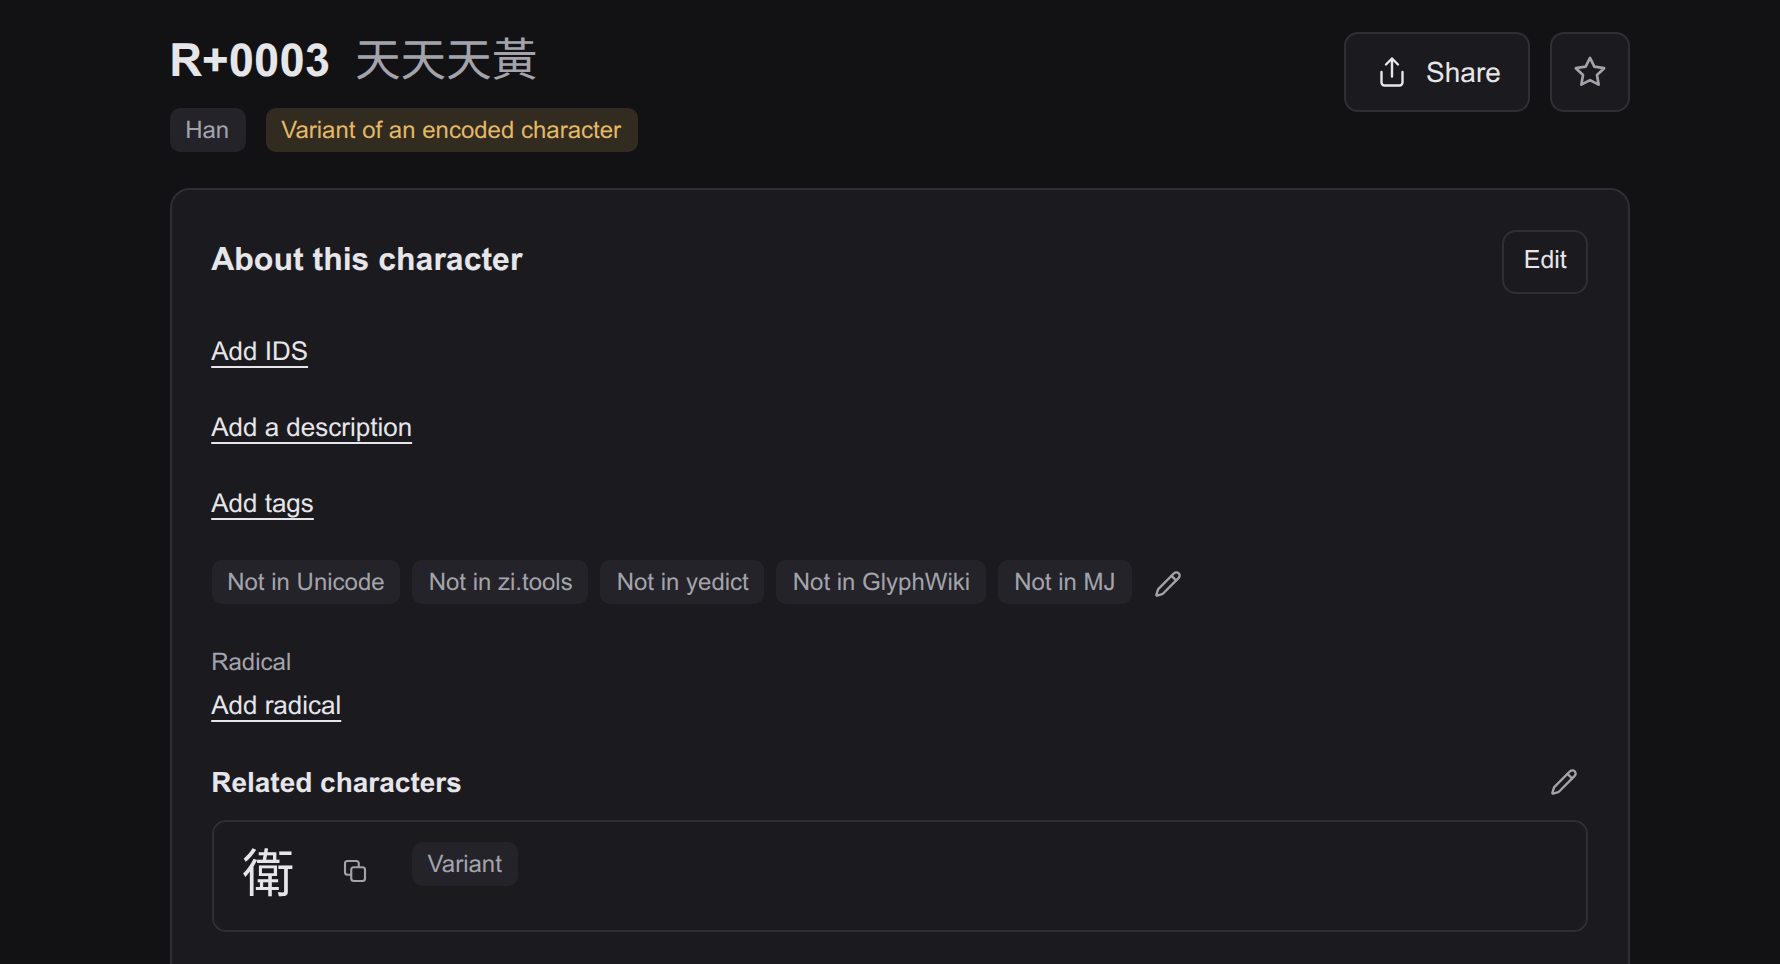 R+0003 天天天黃
Share
Han Variant of an encoded character
About this character
Edit
Add IDS
Add a description
Add tags
Not in Unicode Not in zi.tools Not in yedict Not in GlyphWiki Not in MJ
Radical
Add radical
Related characters
衛 Variant